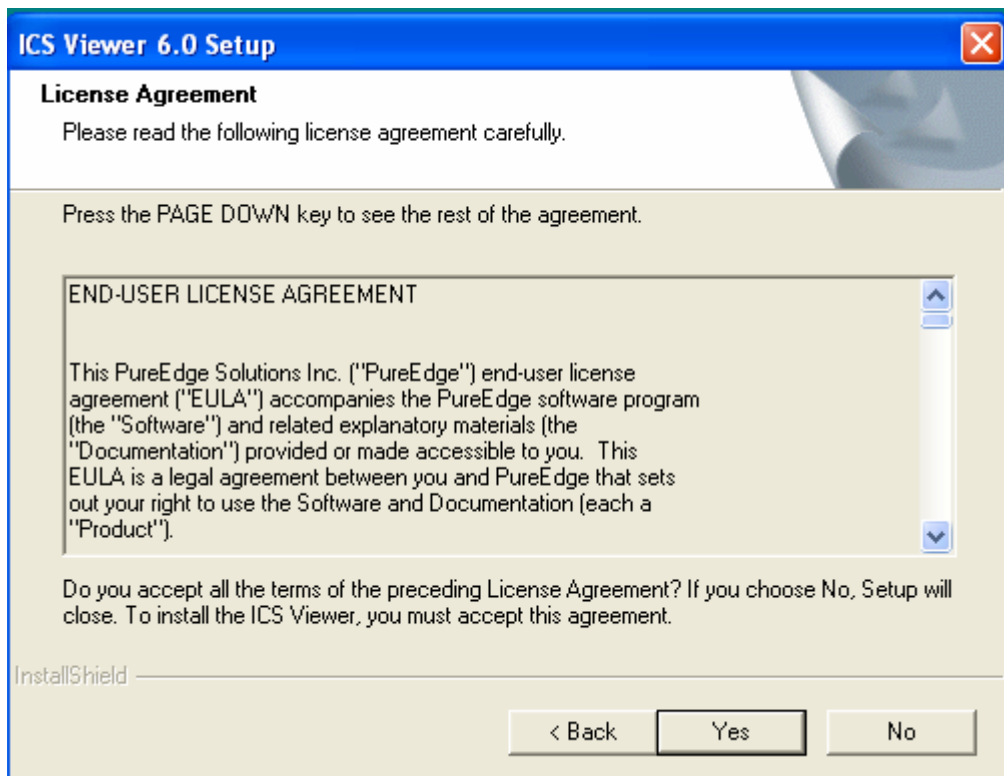 ICS Viewer 6.0 Setup
License Agreement
Please read the following license agreement carefully.
Press the PAGE DOWN key to see the rest of the agreement.
END-USER LICENSE AGREEMENT
This PureEdge Solutions Inc. ("PureEdge") end-user license
agreement ("EULA") accompanies the PureEdge software program
(the "Software") and related explanatory materials (the
"Documentation") provided or made accessible to you.  This
EULA is a legal agreement between you and PureEdge that sets
out your right to use the Software and Documentation (each a
"Product").
Do you accept all the terms of the preceding License Agreement? If you choose No, Setup will
close. To install the ICS Viewer, you must accept this agreement.
InstallShield
< Back Yes No